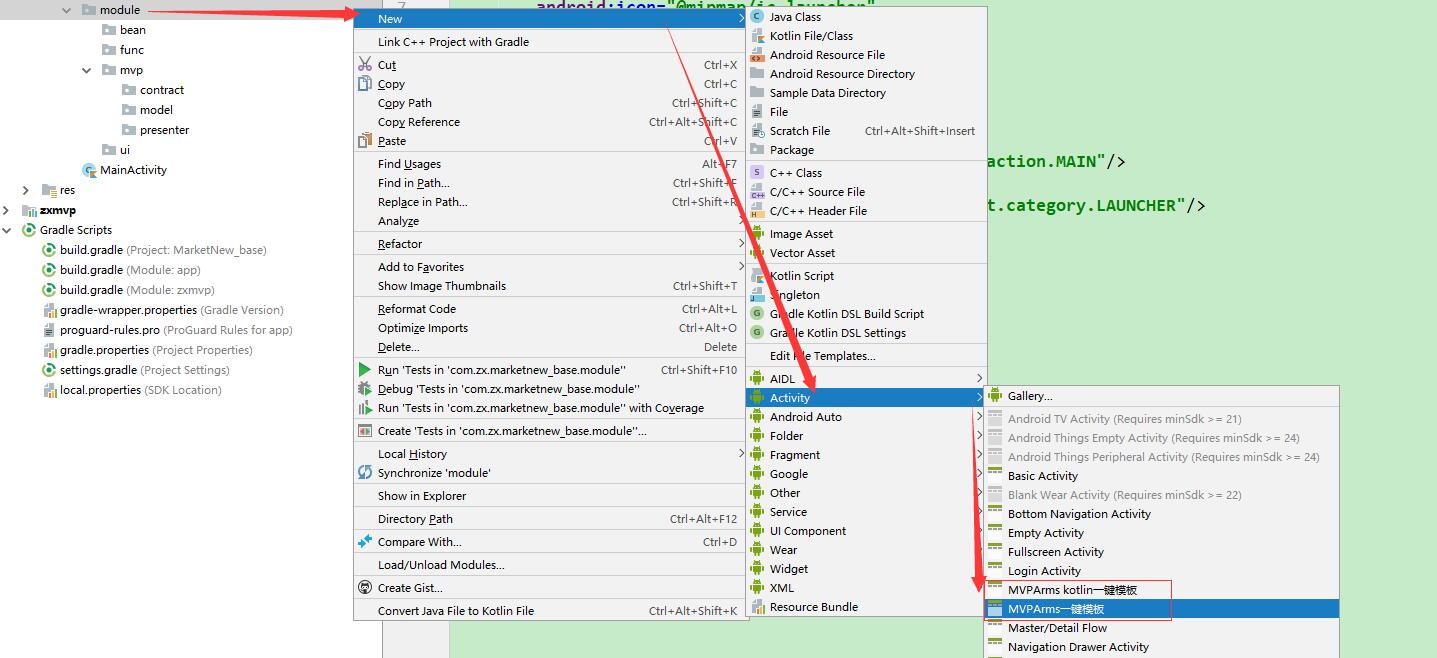 module
bean
func
mvp
contract
model
presenter
ui
MainActivity
res
zxmvp
Gradle Scripts
build.gradle (Project: MarketNew_base)
build.gradle (Module: app)
build.gradle (Module: zxmvp)
gradle-wrapper.properties (Gradle Version)
proguard-rules.pro (ProGuard Rules for app)
gradle.properties (Project Properties)
settings.gradle (Project Settings)
local.properties (SDK Location)
7
android:icon="@mipmap/ic_launcher"
action.MAIN"/>
t.category.LAUNCHER"/>
New
Link C++ Project with Gradle
Cut Ctrl+X
Copy Ctrl+C
Copy Path Ctrl+Shift+C
Copy Reference Ctrl+Alt+Shift+C
Paste Ctrl+V
Find Usages Alt+F7
Find in Path... Ctrl+Shift+F
Replace in Path... Ctrl+Shift+R
Analyze
Refactor
Add to Favorites
Show Image Thumbnails Ctrl+Shift+T
Reformat Code Ctrl+Alt+L
Optimize Imports Ctrl+Alt+O
Delete... Delete
Run 'Tests in 'com.zx.marketnew_base.module'' Ctrl+Shift+F10
Debug 'Tests in 'com.zx.marketnew_base.module''
Run 'Tests in 'com.zx.marketnew_base.module'' with Coverage
Create 'Tests in 'com.zx.marketnew_base.module''...
Local History
Synchronize 'module'
Show in Explorer
Directory Path Ctrl+Alt+F12
Compare With... Ctrl+D
Load/Unload Modules...
Create Gist...
Convert Java File to Kotlin File Ctrl+Alt+Shift+K
Java Class
Kotlin File/Class
Android Resource File
Android Resource Directory
Sample Data Directory
File
Scratch File Ctrl+Alt+Shift+Insert
Package
C++ Class
C/C++ Source File
C/C++ Header File
Image Asset
Vector Asset
Kotlin Script
Singleton
Gradle Kotlin DSL Build Script
Gradle Kotlin DSL Settings
Edit File Templates...
AIDL
Activity
Android Auto
Folder
Fragment
Google
Other
Service
UI Component
Wear
Widget
XML
Resource Bundle
Gallery...
Android TV Activity (Requires minSdk >= 21)
Android Things Empty Activity (Requires minSdk >= 24)
Android Things Peripheral Activity (Requires minSdk >= 24)
Basic Activity
Blank Wear Activity (Requires minSdk >= 22)
Bottom Navigation Activity
Empty Activity
Fullscreen Activity
Login Activity
MVPArms kotlin一键模板
MVPArms一键模板
Master/Detail Flow
Navigation Drawer Activity